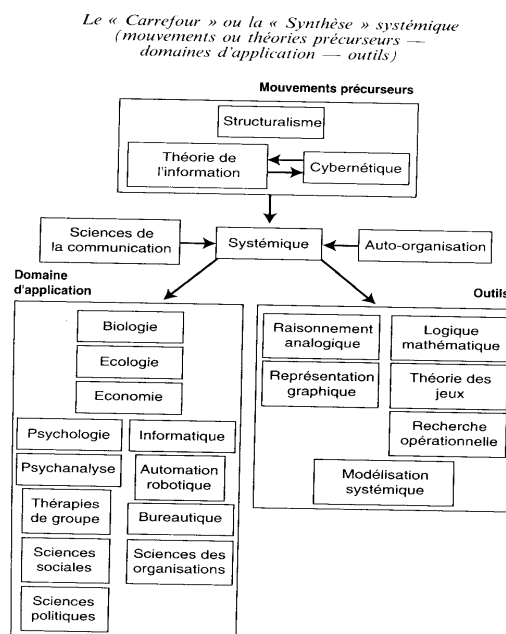 Le « Carrefour » ou la « Synthèse » systémique
(mouvements ou théories précurseurs —
domaines d'application — outils)
Mouvements précurseurs
Structuralisme
Théorie de
l'information
Cybernétique
Sciences de
la communication
Systémique
Auto-organisation
Domaine
d'application
Biologie
Ecologie
Economie
Psychologie
Informatique
Psychanalyse
Automation
robotique
Thérapies
de groupe
Bureautique
Sciences
sociales
Sciences des
organisations
Sciences
politiques
Outils
Raisonnement
analogique
Logique
mathématique
Représentation
graphique
Théorie des
jeux
Recherche
opérationnelle
Modélisation
systémique